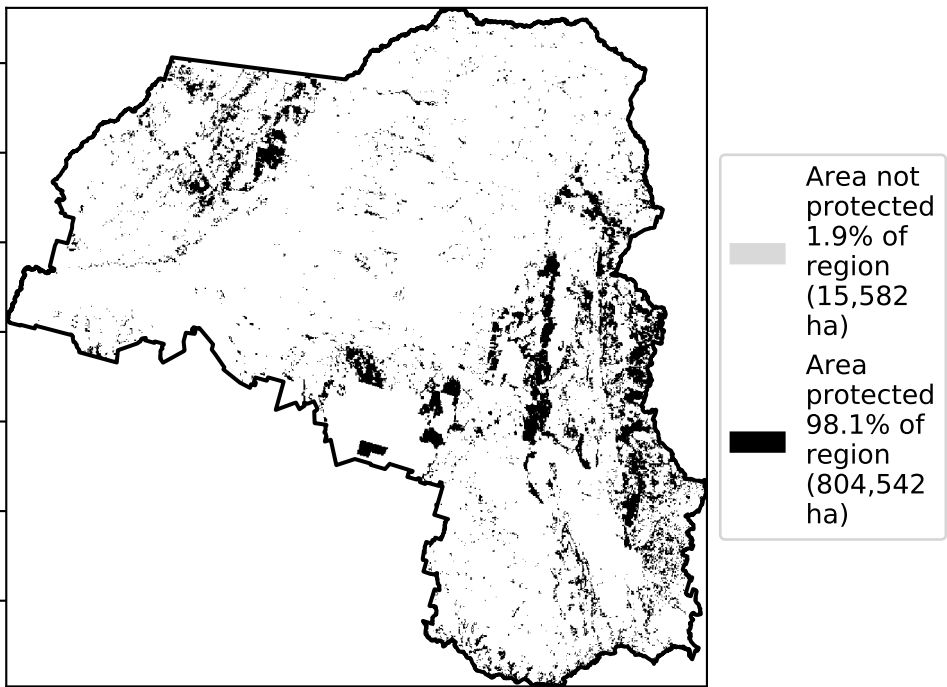 Area not
protected
1.9% of
region
(15,582
ha)
Area
protected
98.1% of
region
(804,542
ha)